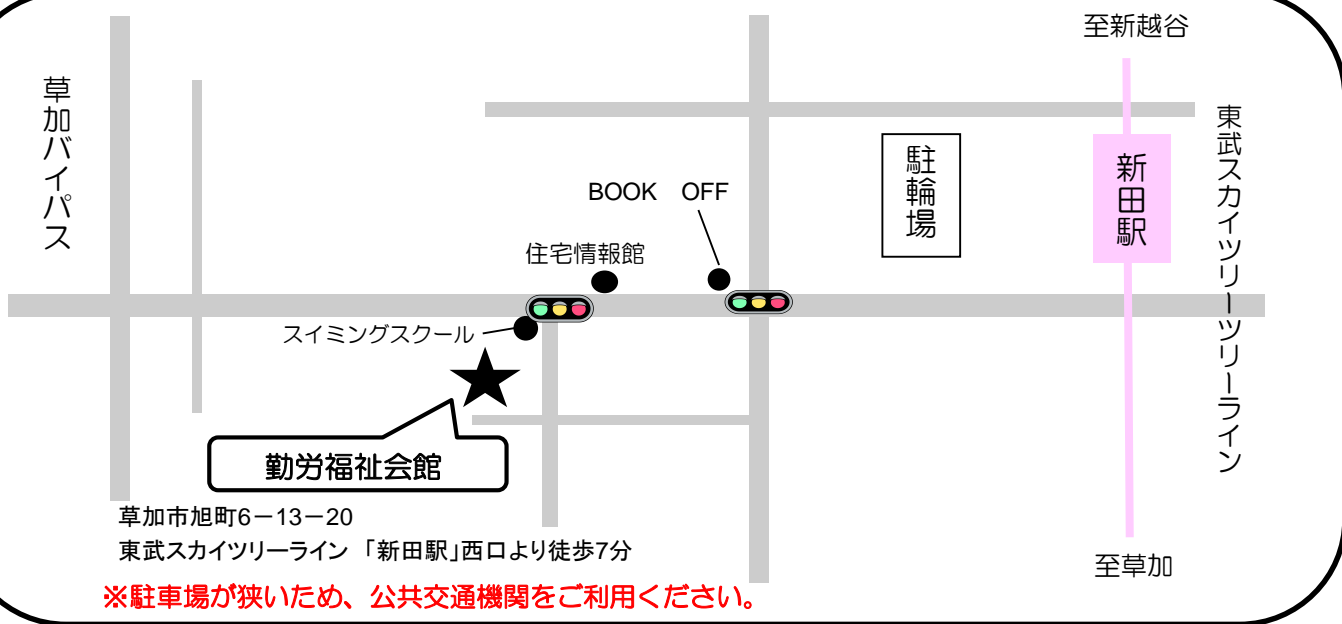 至新越谷
草加バイパス
東武スカイツリーツリーライン
駐輪場
新田駅
BOOK OFF
住宅情報館
スイミングスクール
勤労福祉会館
草加市旭町6－13－20
東武スカイツリーライン 「新田駅」西口より徒歩7分
至草加
※駐車場が狭いため、公共交通機関をご利用ください。